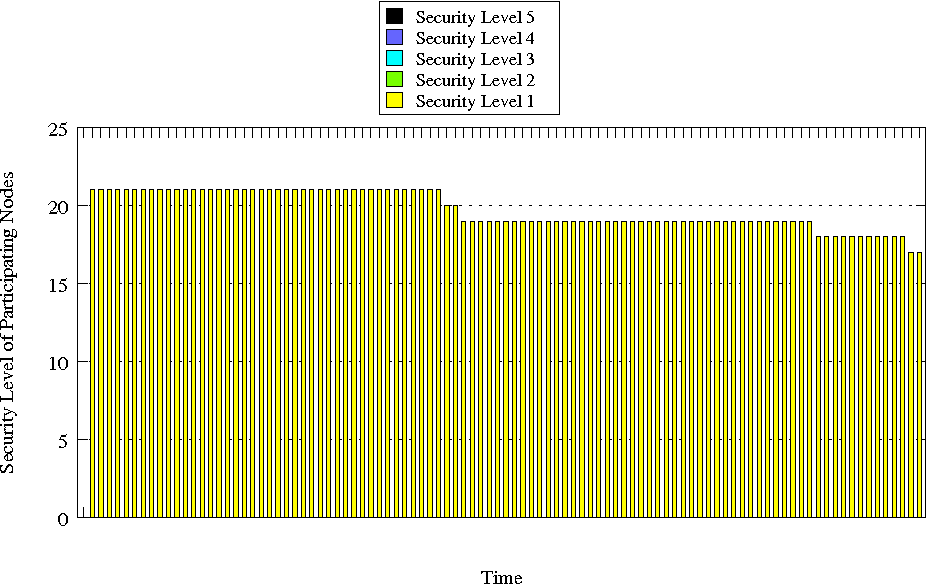 Security Level 5
Security Level 4
Security Level 3
Security Level 2
Security Level 1
25
20
15
10
5
0
Security Level of Participating Nodes
Time